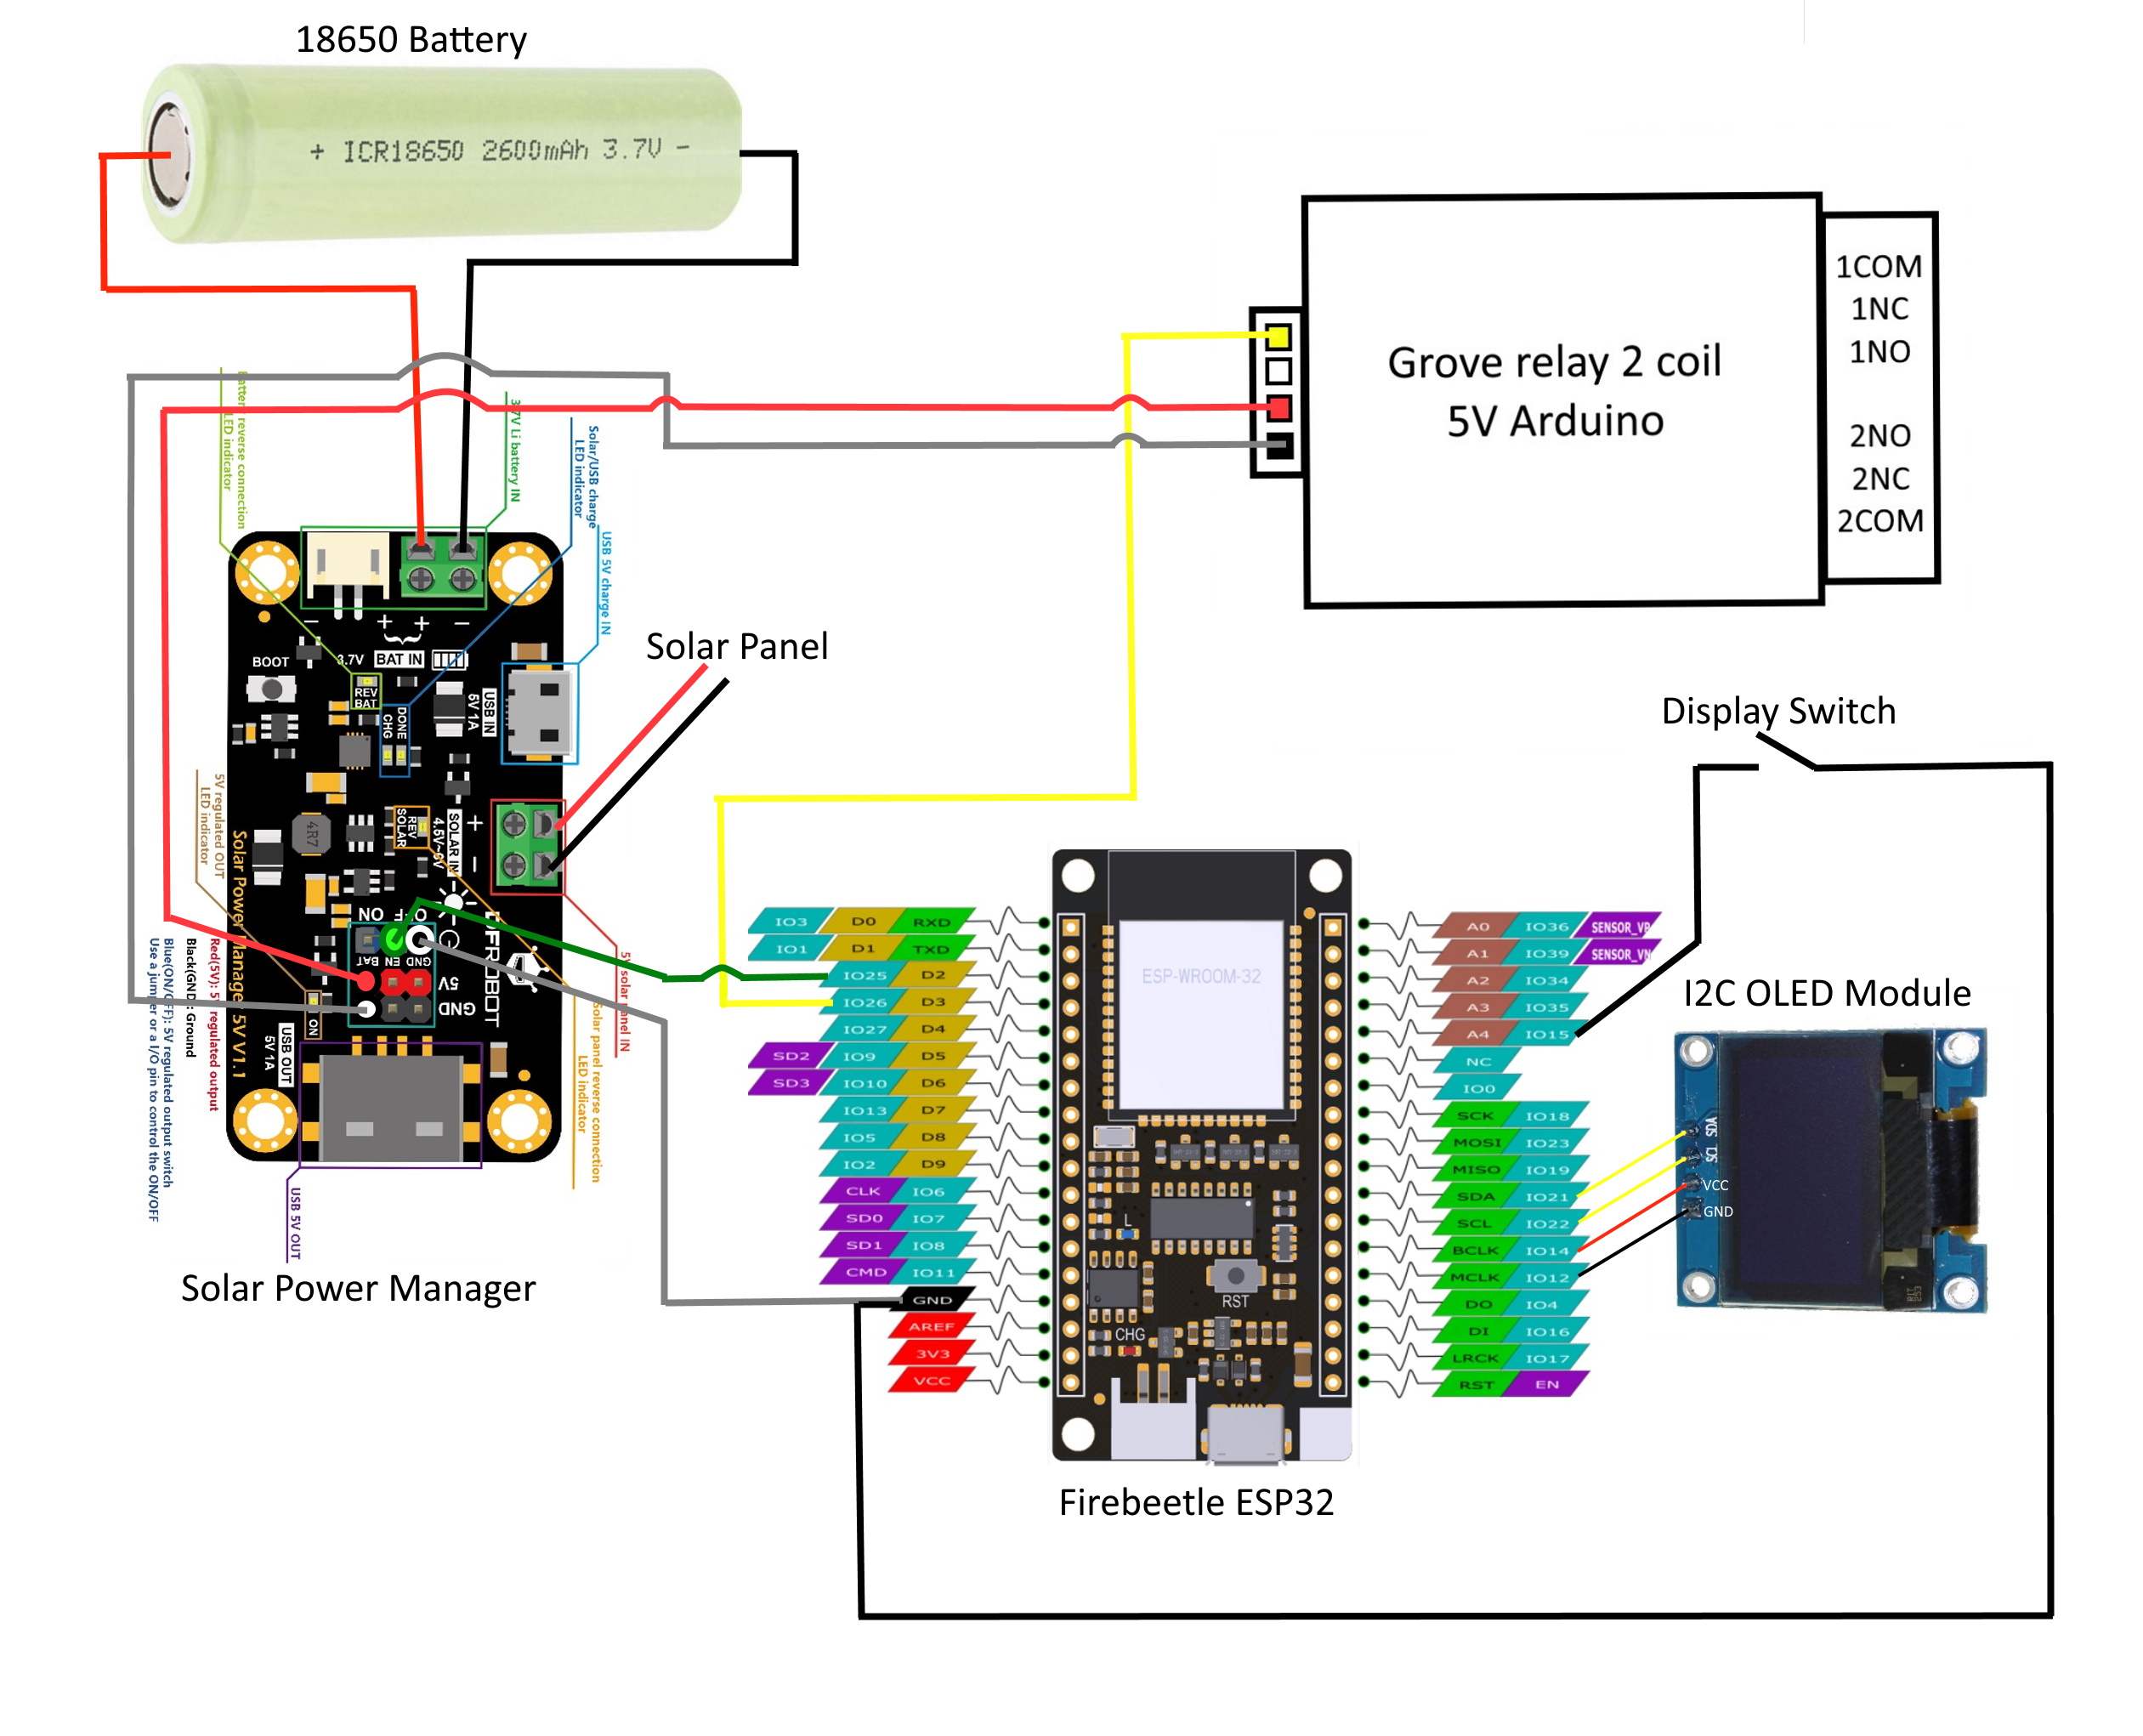 18650 Battery
+ ICR18650 2600mAh 3.7V -
1COM
1NC
1NO
2NO
2NC
2COM
Grove relay 2 coil
5V Arduino
Battery reverse connection
LED indicator
3.7V Li battery IN
Solar/USB charge
LED indicator
USB 5V charge IN
- + + -
3.7V BAT IN
BOOT
REV
BAT
DONE
CHG
USB IN
5V 1A
Solar Panel
Display Switch
5V regulated OUT
LED indicator
4R7
REV
SOLAR
SOLAR IN
4.5V~6V
+
-
ON OFF
BAT EN GND
5V
GND
ON
DFROBOT
Solar Power Manager 5V V1.1
USB OUT
5V 1A
Red(5V): 5V regulated output
Black(GND): Ground
Blue(ON/OFF): 5V regulated output switch
Use a jumper or a I/O pin to control the ON/OFF
5V solar panel IN
Solar panel reverse connection
LED indicator
USB 5V OUT
Solar Power Manager
IO3 D0 RXD
IO1 D1 TXD
IO25 D2
IO26 D3
IO27 D4
SD2 IO9 D5
SD3 IO10 D6
IO13 D7
IO5 D8
IO2 D9
CLK IO6
SD0 IO7
SD1 IO8
CMD IO11
GND
AREF
3V3
VCC
ESP-WROOM-32
L
RST
CHG
A0 IO36 SENSOR_VP
A1 IO39 SENSOR_VN
A2 IO34
A3 IO35
A4 IO15
NC
IO0
SCK IO18
MOSI IO23
MISO IO19
SDA IO21
SCL IO22
BCLK IO14
MCLK IO12
DO IO4
DI IO16
LRCK IO17
RST EN
I2C OLED Module
SDA
SCL
VCC
GND
Firebeetle ESP32